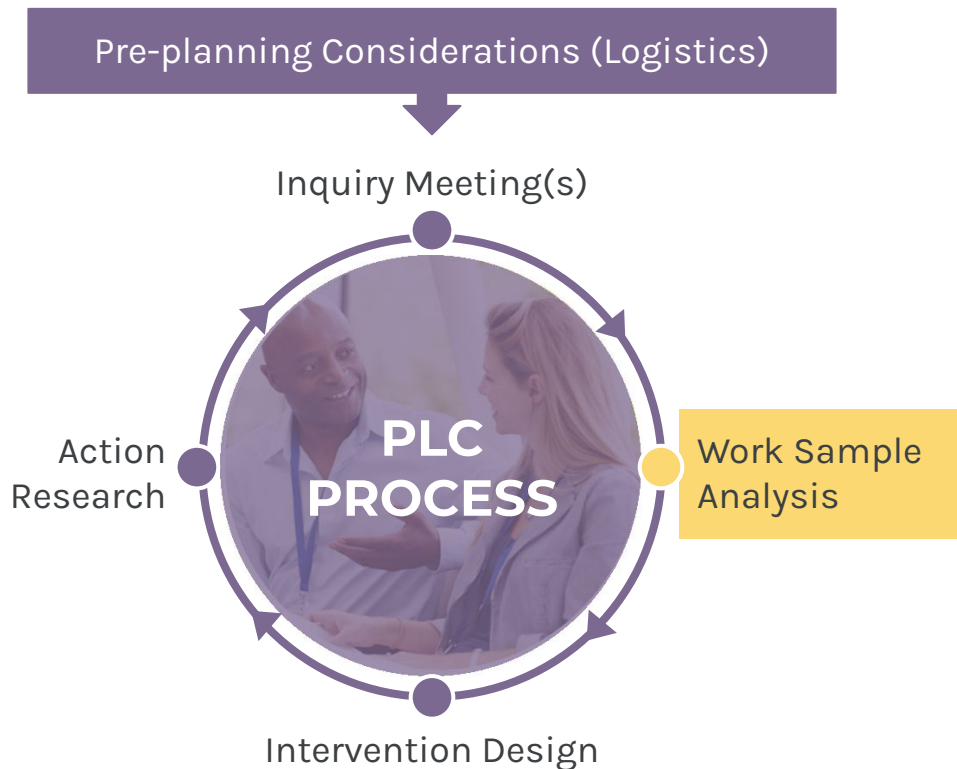 Pre-planning Considerations (Logistics)
Inquiry Meeting(s)
PLC
PROCESS
Action
Research
Work Sample
Analysis
Intervention Design